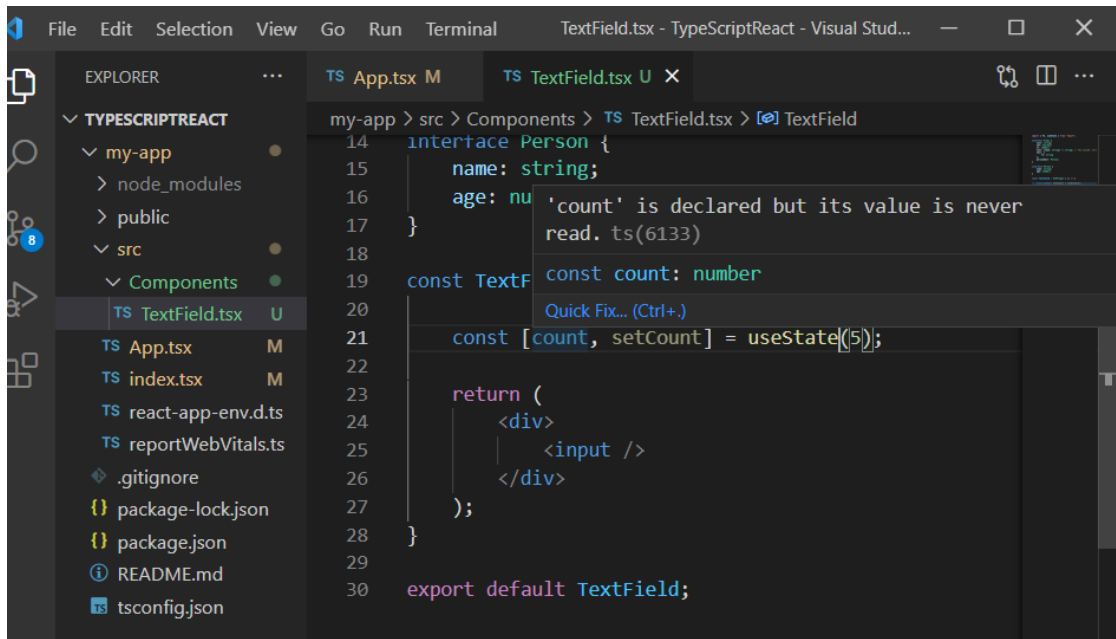 File Edit Selection View Go Run Terminal TextField.tsx - TypeScriptReact - Visual Stud...
EXPLORER
TYPESCRIPTREACT
my-app
node_modules
public
src
Components
TS TextField.tsx U
TS App.tsx M
TS index.tsx M
TS react-app-env.d.ts
TS reportWebVitals.ts
.gitignore
{} package-lock.json
{} package.json
README.md
TS tsconfig.json
8
TS App.tsx M TS TextField.tsx U
my-app > src > Components > TS TextField.tsx > TextField
14 interface Person {
15 name: string;
16 age: nu
17 }
18
19 const TextF
20
21 const [count, setCount] = useState(5);
22
23 return (
24 <div>
25 <input />
26 </div>
27 );
28 }
29
30 export default TextField;
'count' is declared but its value is never
read. ts(6133)
const count: number
Quick Fix... (Ctrl+.)